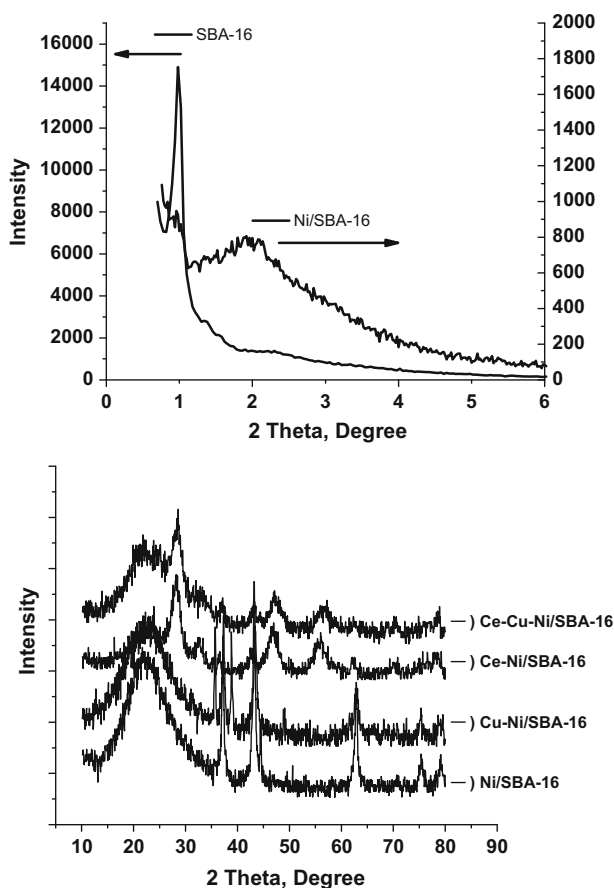 2000
16000
SBA-16
1800
14000
1600
12000
1400
10000
1200
8000
1000
6000
Ni/SBA-16
800
4000
600
400
2000
200
0
0
0 1 2 3 4 5 6
Intensity
2 Theta, Degree
Intensity
—) Ce-Cu-Ni/SBA-16
—) Ce-Ni/SBA-16
—) Cu-Ni/SBA-16
—) Ni/SBA-16
10 20 30 40 50 60 70 80 90
2 Theta, Degree